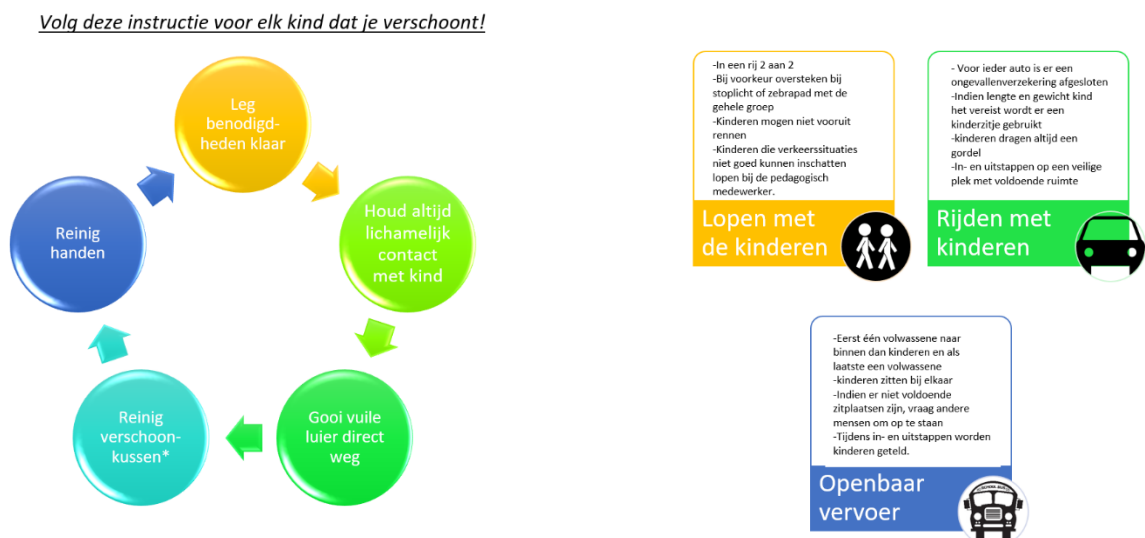 Volg deze instructie voor elk kind dat je verschoont!
Leg
benodigd-
heden klaar
Houd altijd
lichamelijk
contact
met kind
Gooi vuile
luier direct
weg
Reinig
verschoon-
kussen*
Reinig
handen
-In een rij 2 aan 2
-Bij voorkeur oversteken bij
stoplicht of zebrapad met de
gehele groep
-Kinderen mogen niet vooruit
rennen
-Kinderen die verkeerssituaties
niet goed kunnen inschatten
lopen bij de pedagogisch
medewerker.
Lopen met
de kinderen
- Voor ieder auto is er een
ongevallenverzekering afgesloten
-Indien lengte en gewicht kind
het vereist wordt er een
kinderzitje gebruikt
-kinderen dragen altijd een
gordel
-In- en uitstappen op een veilige
plek met voldoende ruimte
Rijden met
kinderen
-Eerst één volwassene naar
binnen dan kinderen en als
laatste een volwassene
-kinderen zitten bij elkaar
-Indien er niet voldoende
zitplaatsen zijn, vraag andere
mensen om op te staan
-Tijdens in- en uitstappen worden
kinderen geteld.
Openbaar
vervoer